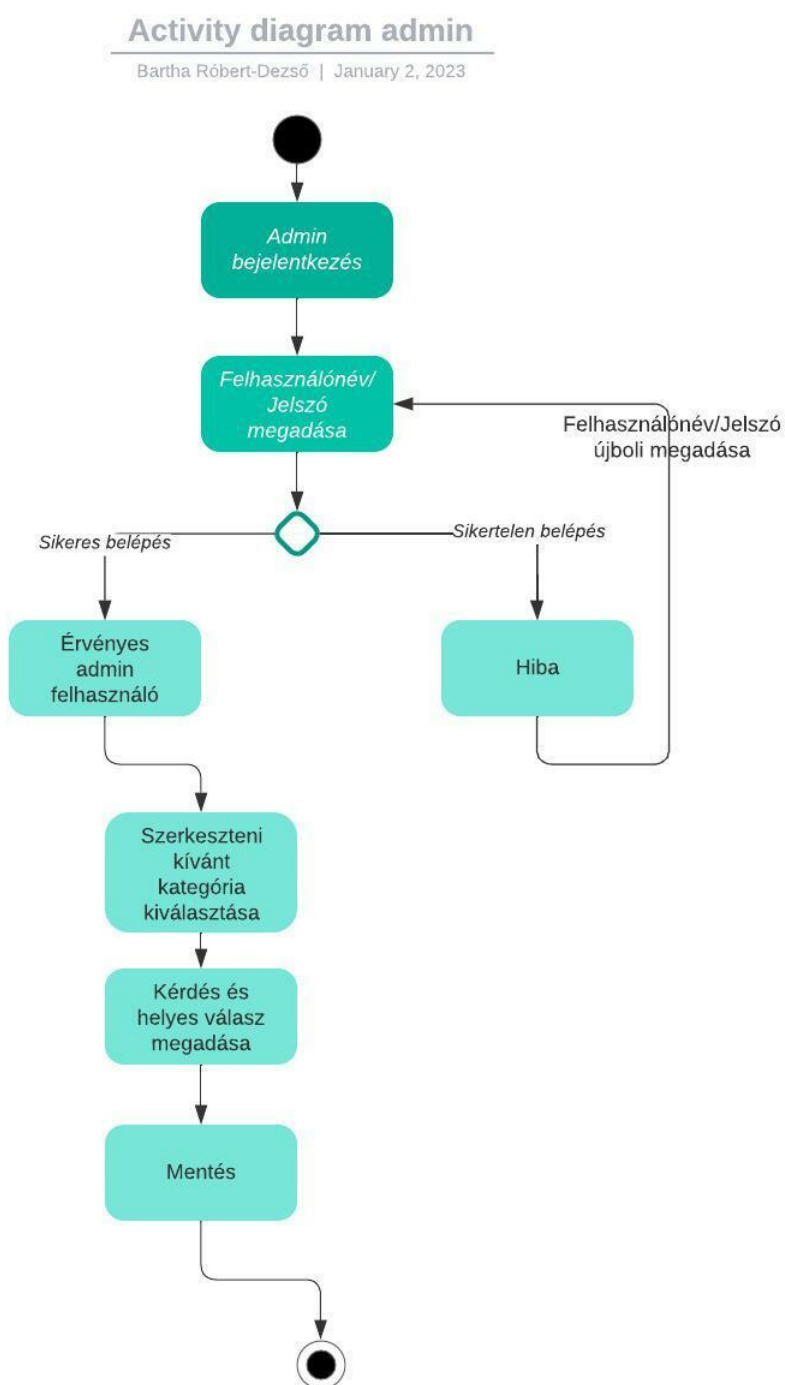 Activity diagram admin
Bartha Róbert-Dezső | January 2, 2023
Admin
bejelentkezés
Felhasználónév/
Jelszó
megadása
Felhasználónév/Jelszó
újboli megadása
Sikeres belépés
Sikertelen belépés
Érvényes
admin
felhasználó
Hiba
Szerkeszteni
kívánt
kategória
kiválasztása
Kérdés és
helyes válasz
megadása
Mentés